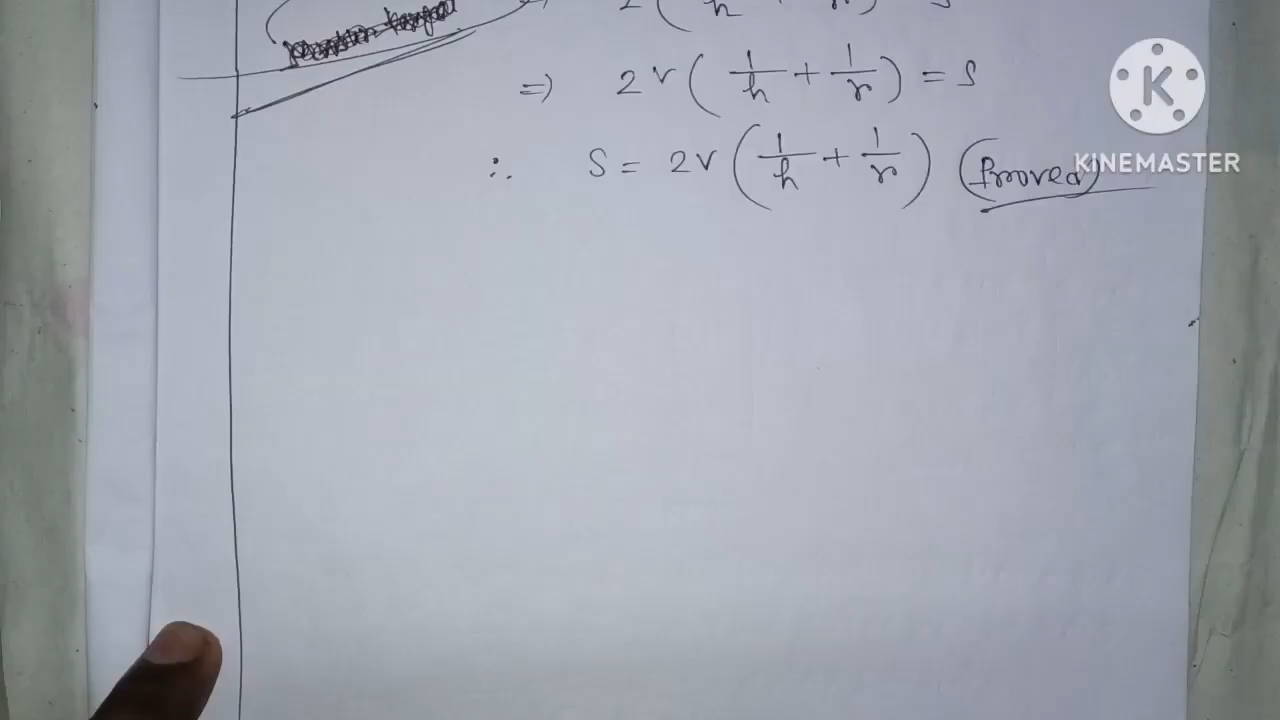 => 2V(1/h + 1/r) = S
∴ S = 2V(1/h + 1/r) (Proved)
K
KINEMASTER